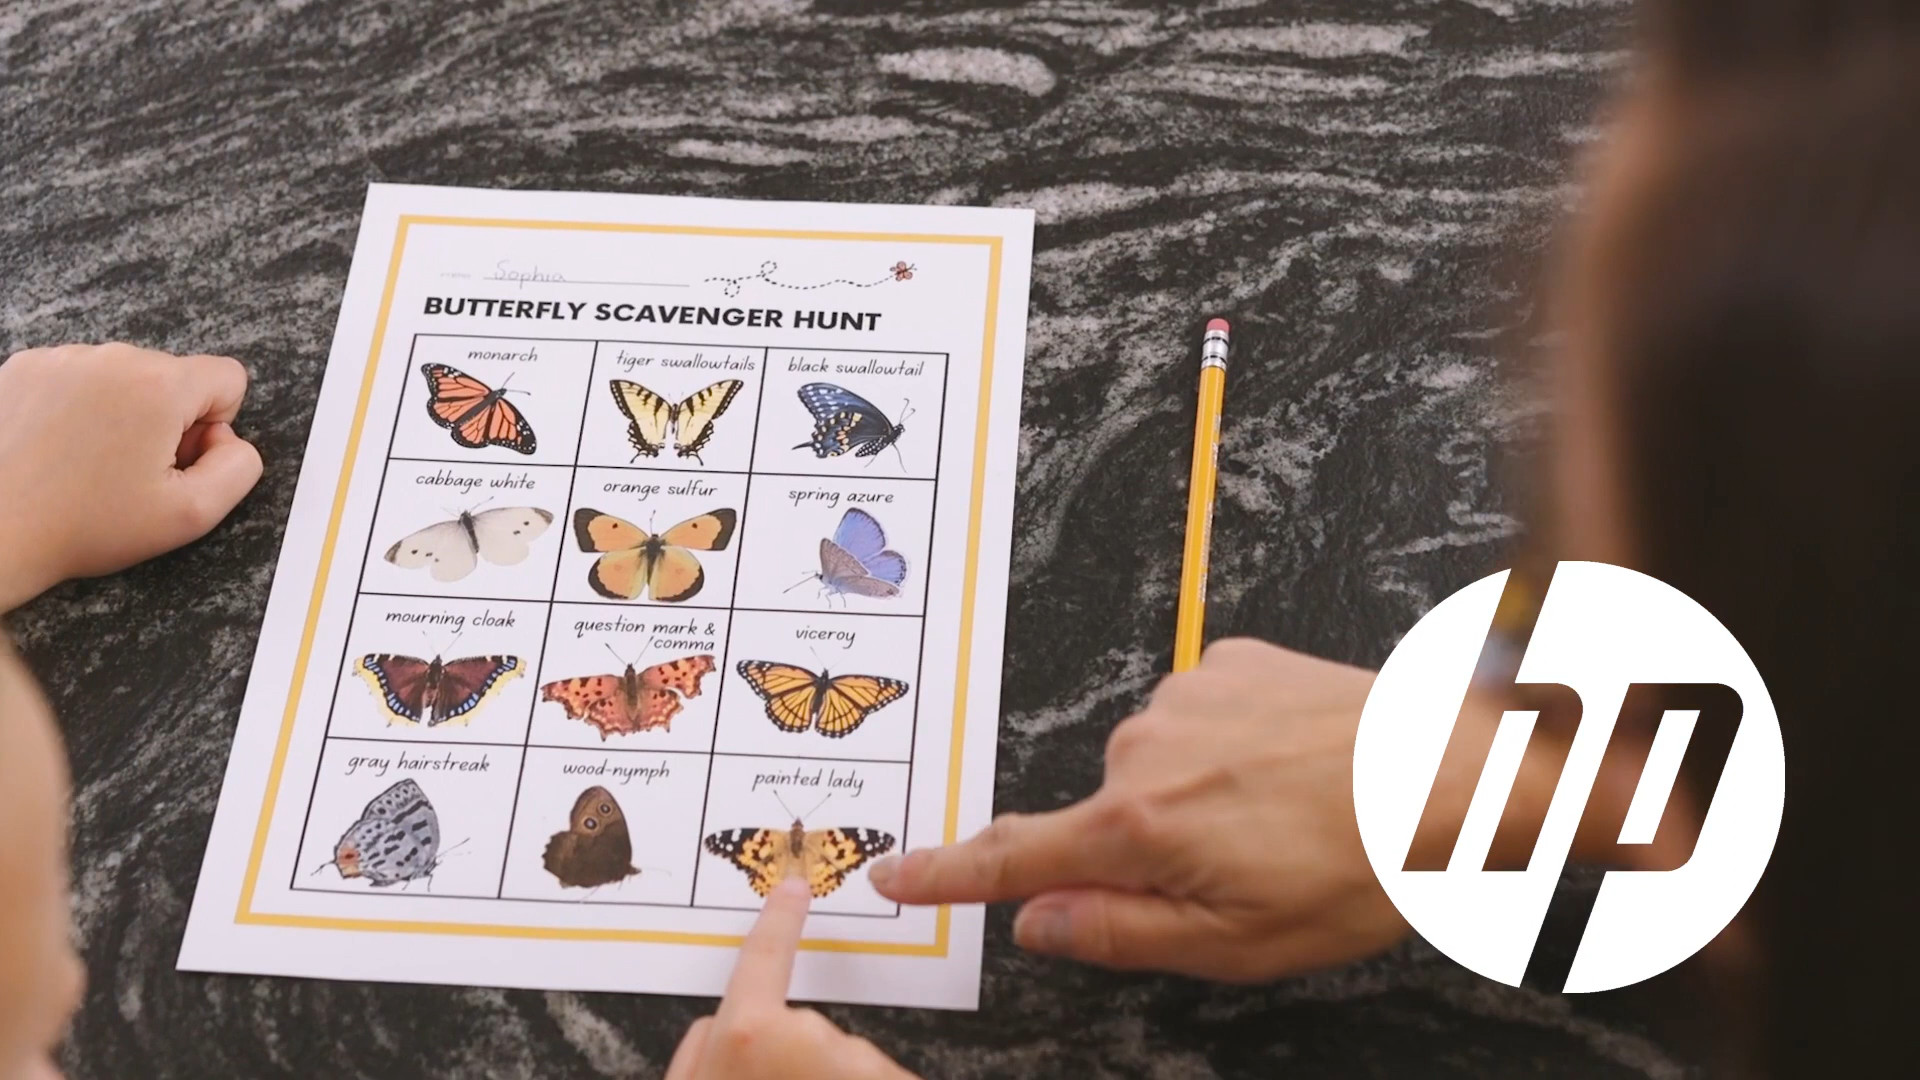 Sophia
BUTTERFLY SCAVENGER HUNT
monarch
tiger swallowtails
black swallowtail
cabbage white
orange sulfur
spring azure
mourning cloak
question mark &
comma
viceroy
gray hairstreak
wood-nymph
painted lady
hp